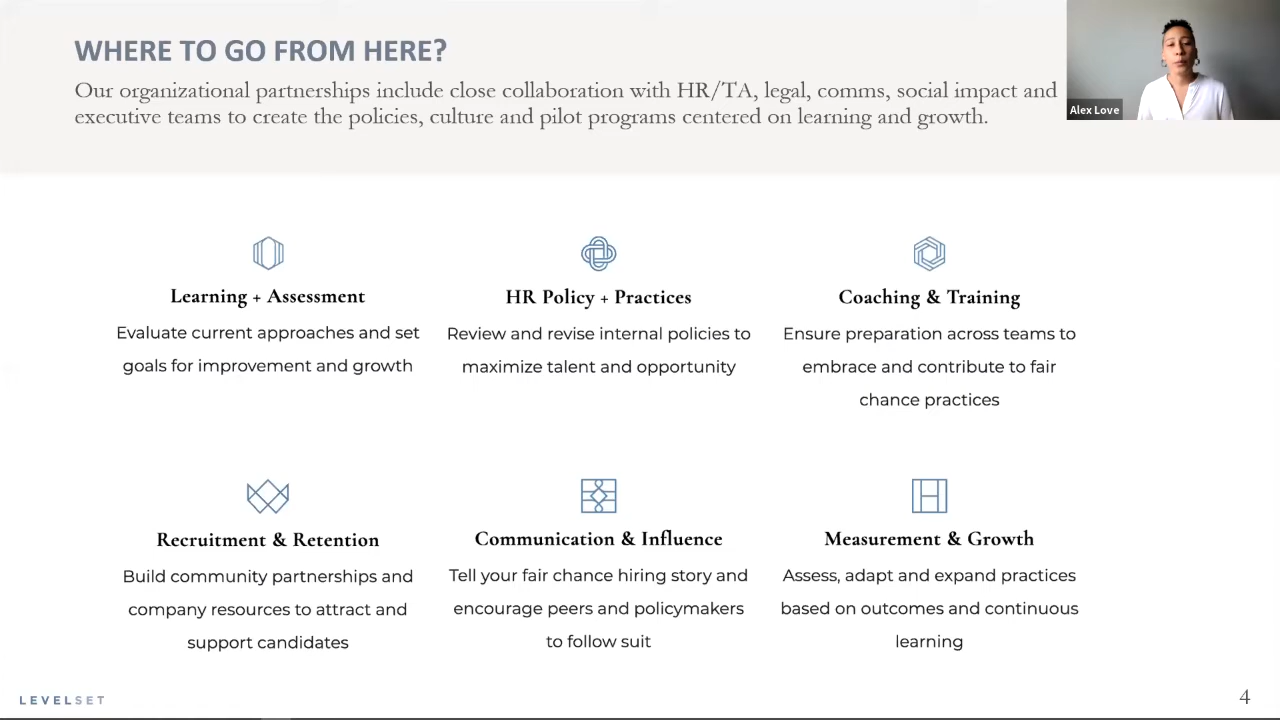 WHERE TO GO FROM HERE?
Our organizational partnerships include close collaboration with HR/TA, legal, comms, social impact and
executive teams to create the policies, culture and pilot programs centered on learning and growth.
Alex Love
Learning + Assessment
Evaluate current approaches and set
goals for improvement and growth
HR Policy + Practices
Review and revise internal policies to
maximize talent and opportunity
Coaching & Training
Ensure preparation across teams to
embrace and contribute to fair
chance practices
Recruitment & Retention
Build community partnerships and
company resources to attract and
support candidates
Communication & Influence
Tell your fair chance hiring story and
encourage peers and policymakers
to follow suit
Measurement & Growth
Assess, adapt and expand practices
based on outcomes and continuous
learning
LEVELSET
4